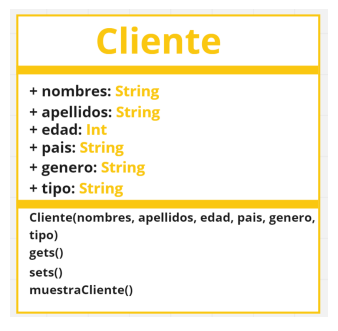 Cliente
+ nombres: String
+ apellidos: String
+ edad: Int
+ pais: String
+ genero: String
+ tipo: String
Cliente(nombres, apellidos, edad, pais, genero,
tipo)
gets()
sets()
muestraCliente()